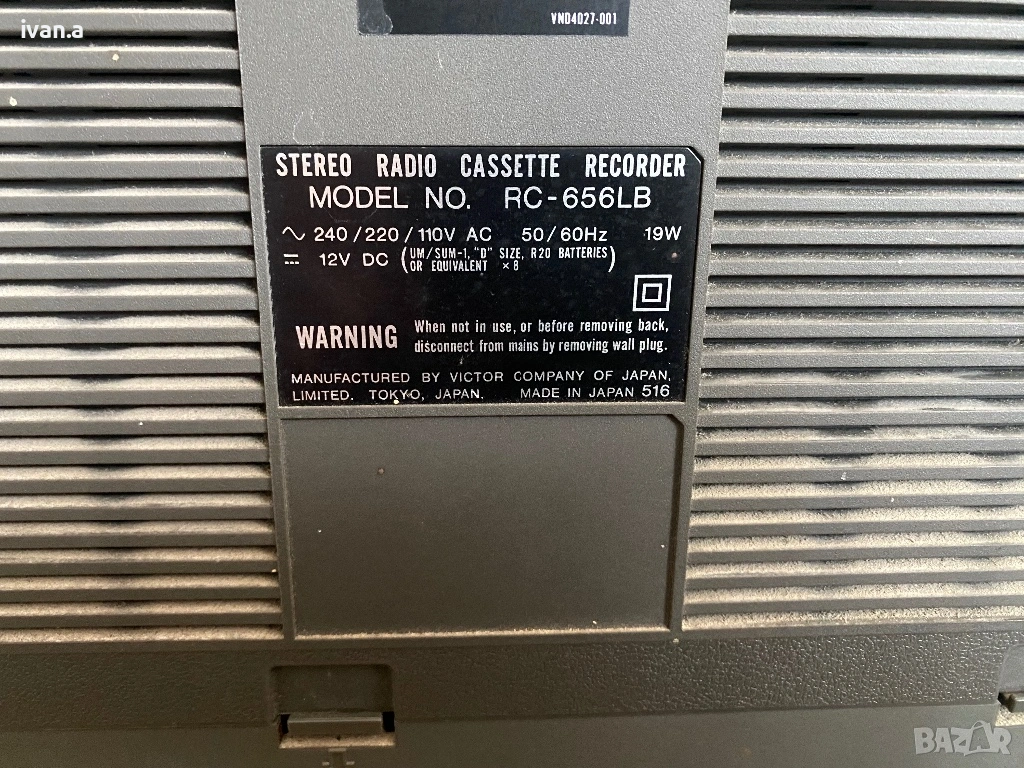 ivan.a
VND4027-001
STEREO RADIO CASSETTE RECORDER
MODEL NO. RC-656LB
∿ 240/220/110V AC 50/60Hz 19W
⎓ 12V DC (UM/SUM-1, "D" SIZE, R20 BATTERIES
OR EQUIVALENT × 8)
WARNING When not in use, or before removing back,
disconnect from mains by removing wall plug.
MANUFACTURED BY VICTOR COMPANY OF JAPAN,
LIMITED. TOKYO, JAPAN. MADE IN JAPAN 516
BAZAR